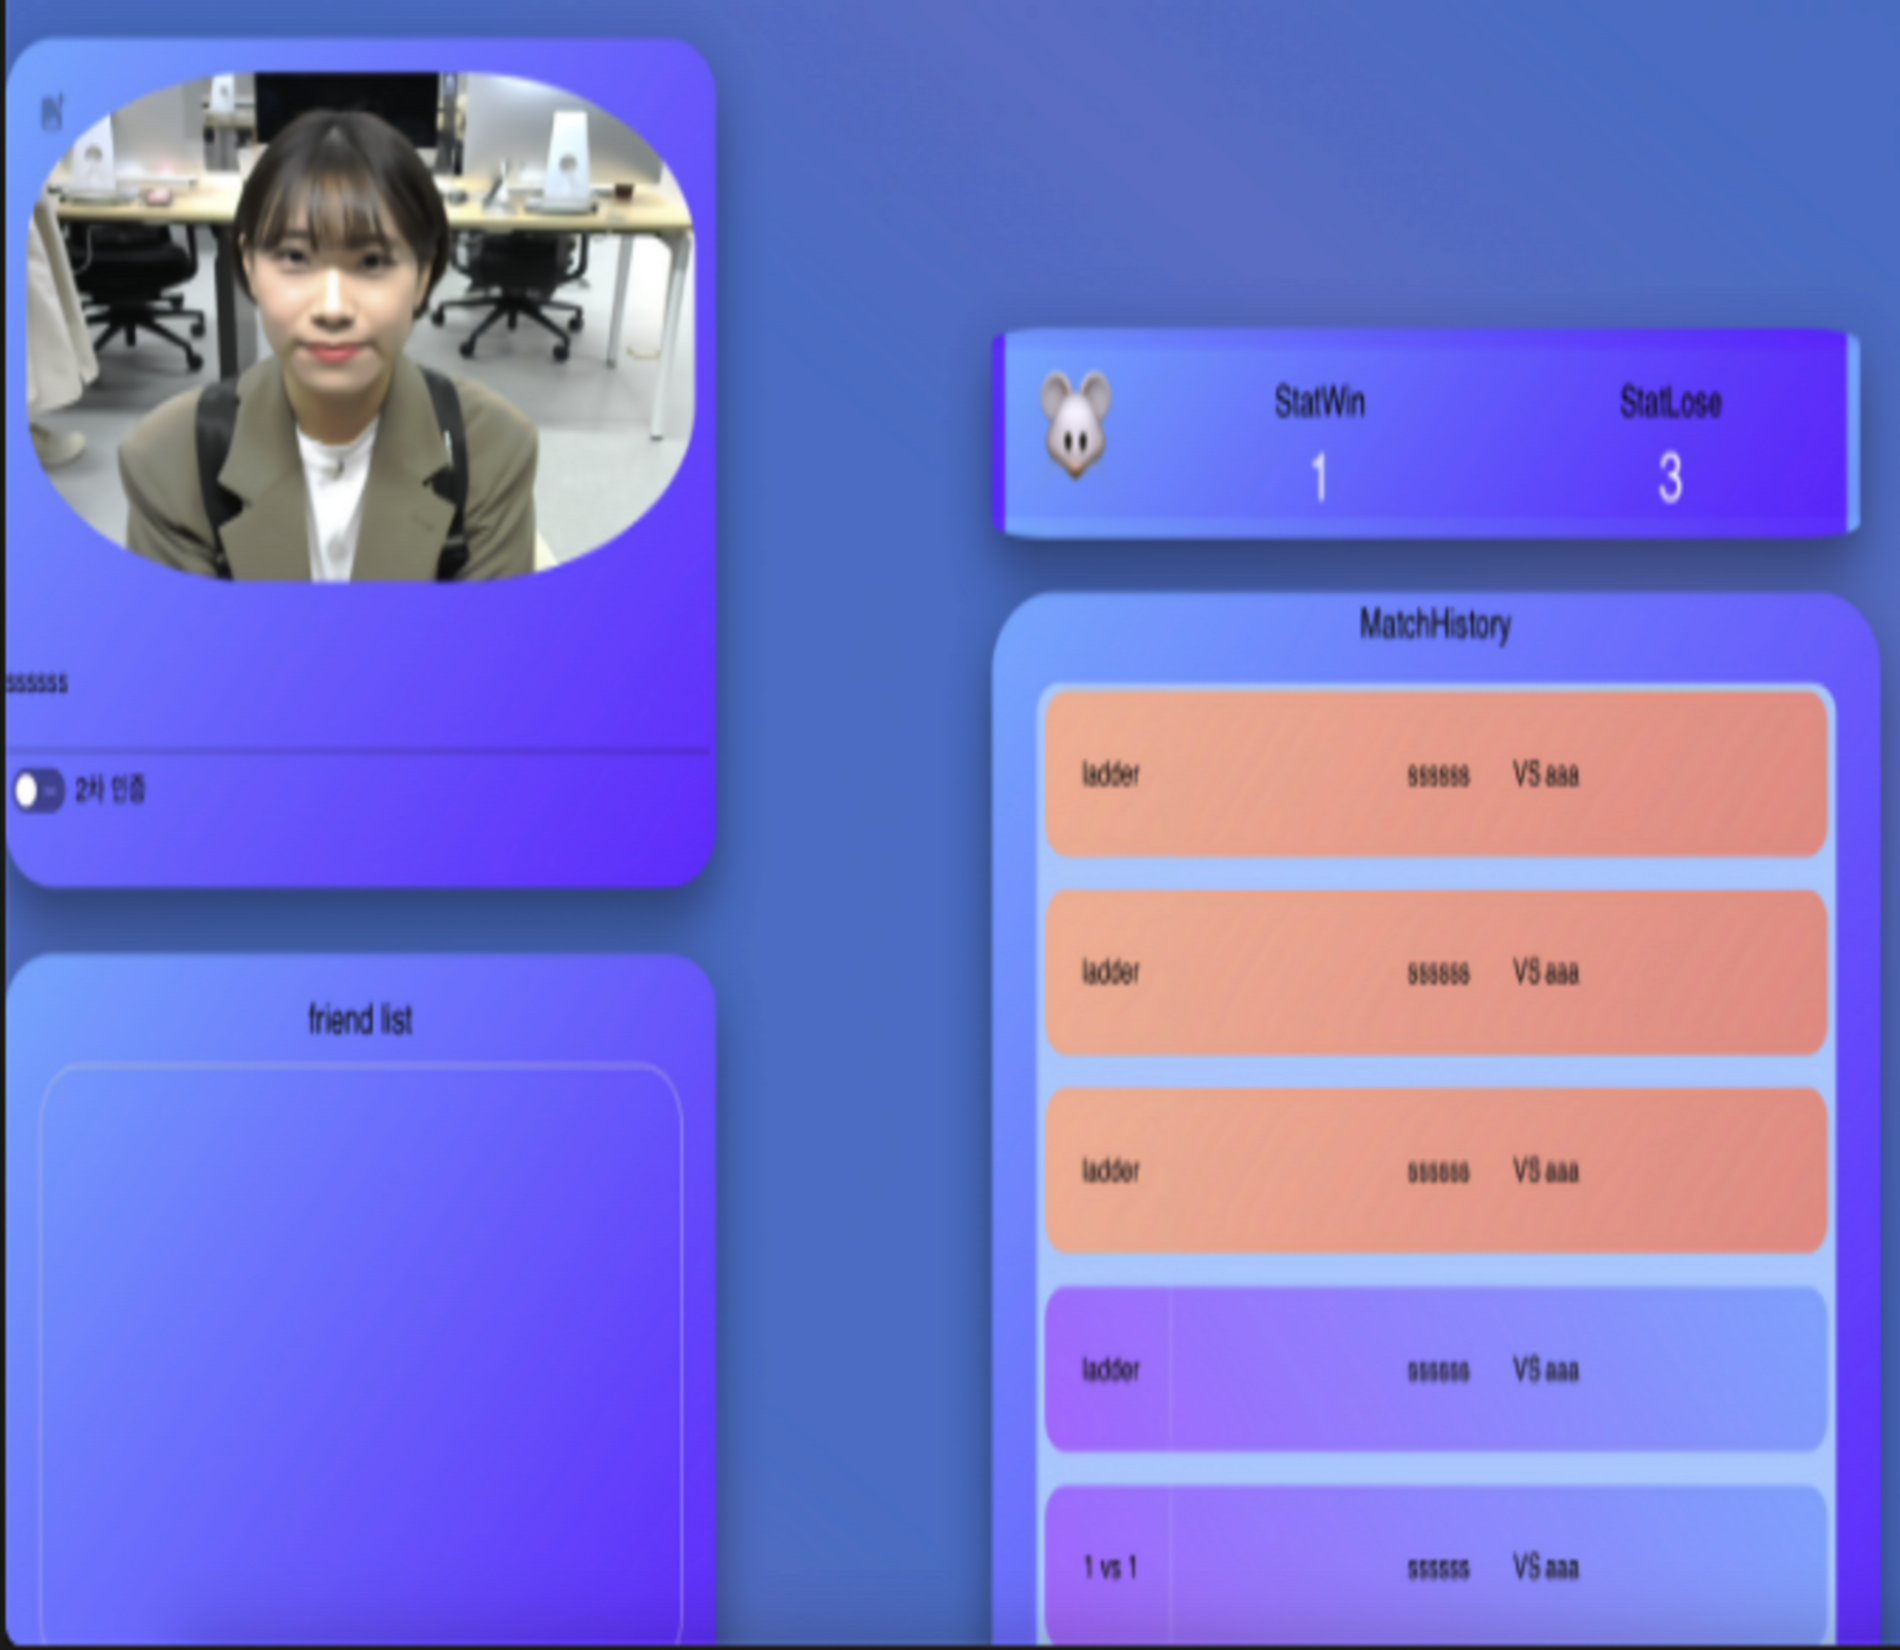 ssssss
2차 인증
friend list
StatWin StatLose
1 3
MatchHistory
ladder ssssss VS aaa
ladder ssssss VS aaa
ladder ssssss VS aaa
ladder ssssss VS aaa
1 vs 1 ssssss VS aaa